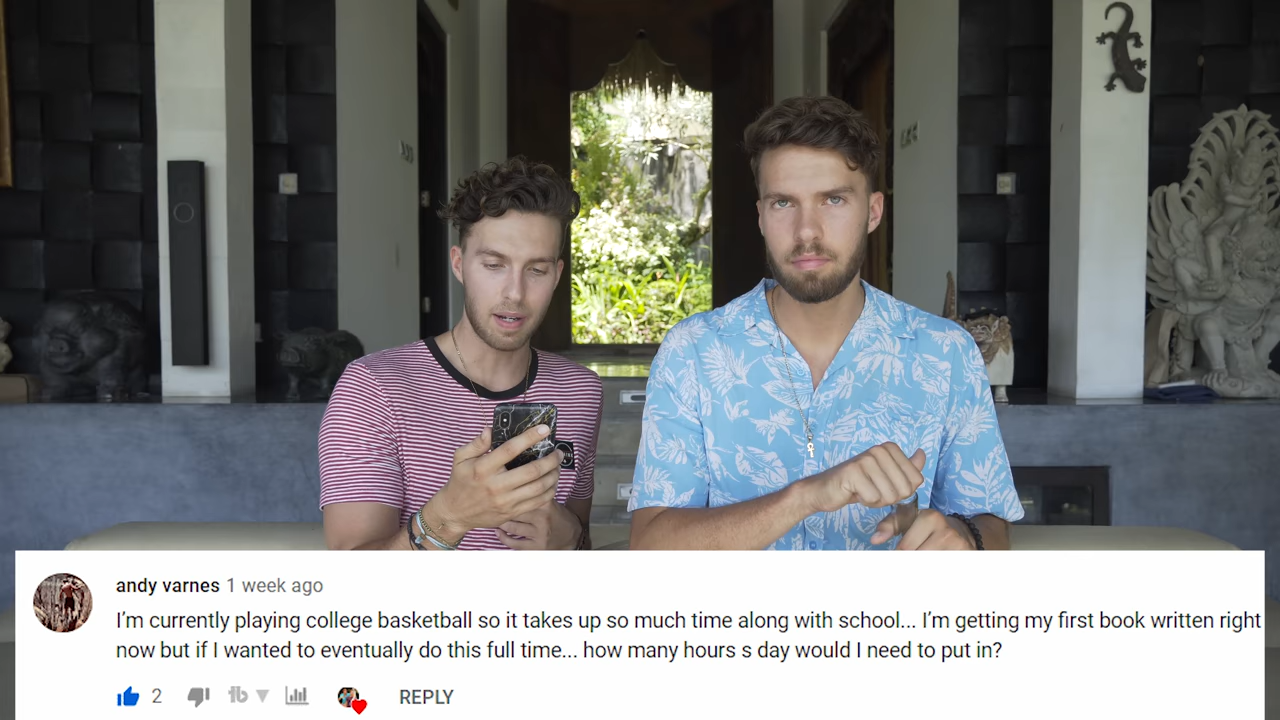 andy varnes 1 week ago
I'm currently playing college basketball so it takes up so much time along with school... I'm getting my first book written right
now but if I wanted to eventually do this full time... how many hours s day would I need to put in?
2
REPLY